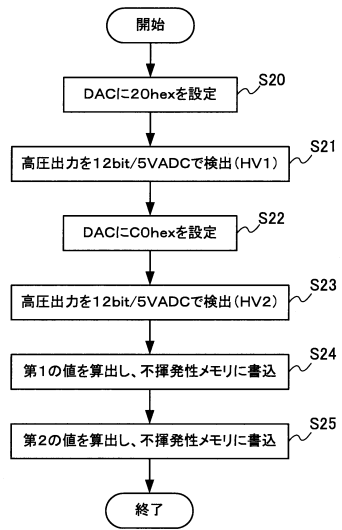 開始
DACに20hexを設定
S20
高圧出力を12bit/5VADCで検出(HV1)
S21
DACにC0hexを設定
S22
高圧出力を12bit/5VADCで検出(HV2)
S23
第1の値を算出し、不揮発性メモリに書込
S24
第2の値を算出し、不揮発性メモリに書込
S25
終了